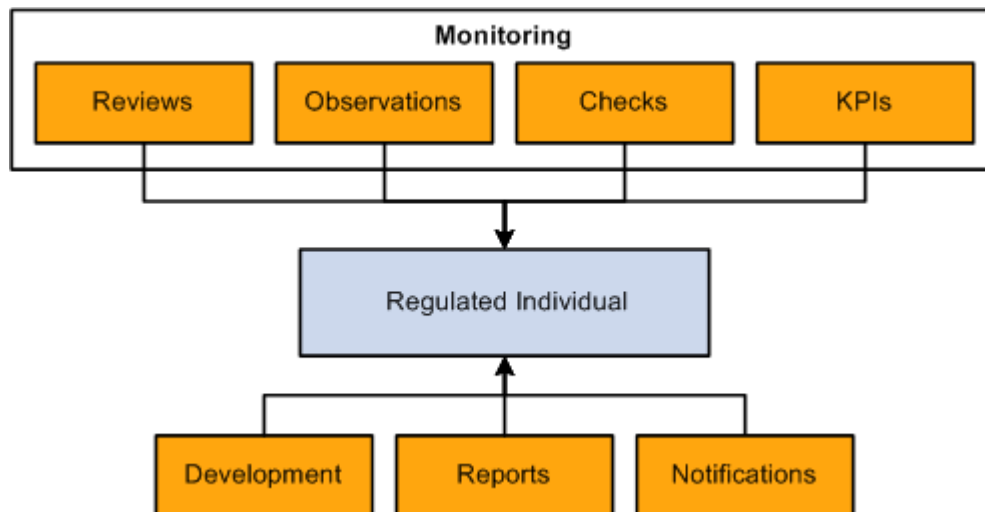 Monitoring
Reviews
Observations
Checks
KPIs
Regulated Individual
Development
Reports
Notifications